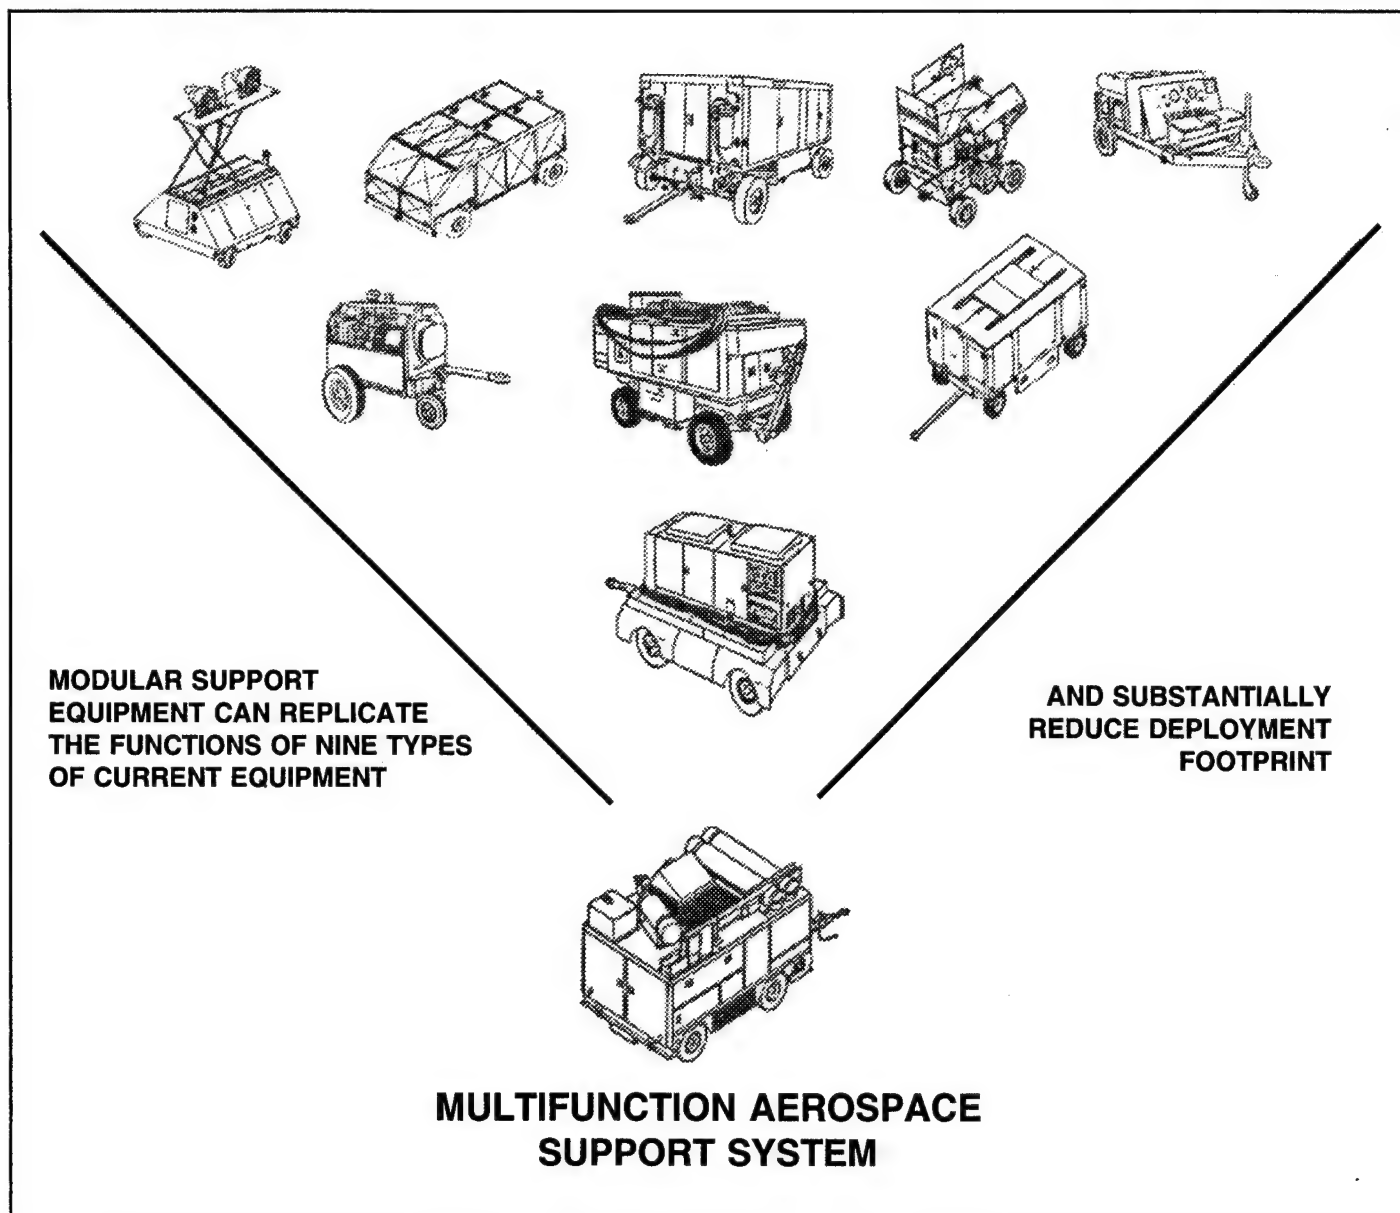 MODULAR SUPPORT
EQUIPMENT CAN REPLICATE
THE FUNCTIONS OF NINE TYPES
OF CURRENT EQUIPMENT
AND SUBSTANTIALLY
REDUCE DEPLOYMENT
FOOTPRINT
MULTIFUNCTION AEROSPACE
SUPPORT SYSTEM